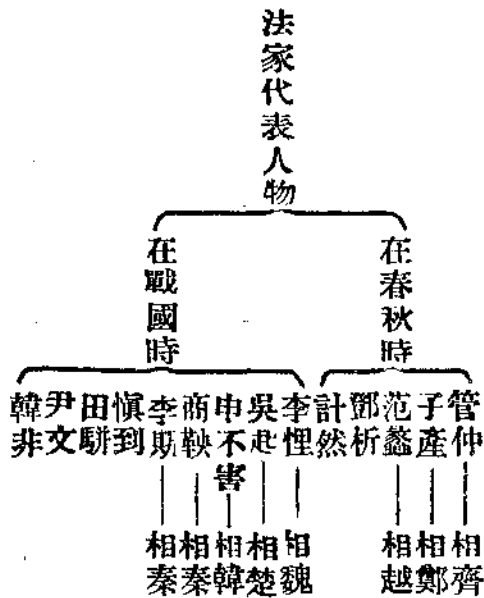 法家代表人物
在春秋時
管仲
相齊
子產
相鄭
范蠡
相越
鄧析
計然
在戰國時
李悝
相魏
吳起
相楚
申不害
相韓
商鞅
相秦
李斯
相秦
愼到
田駢
尹文
韓非